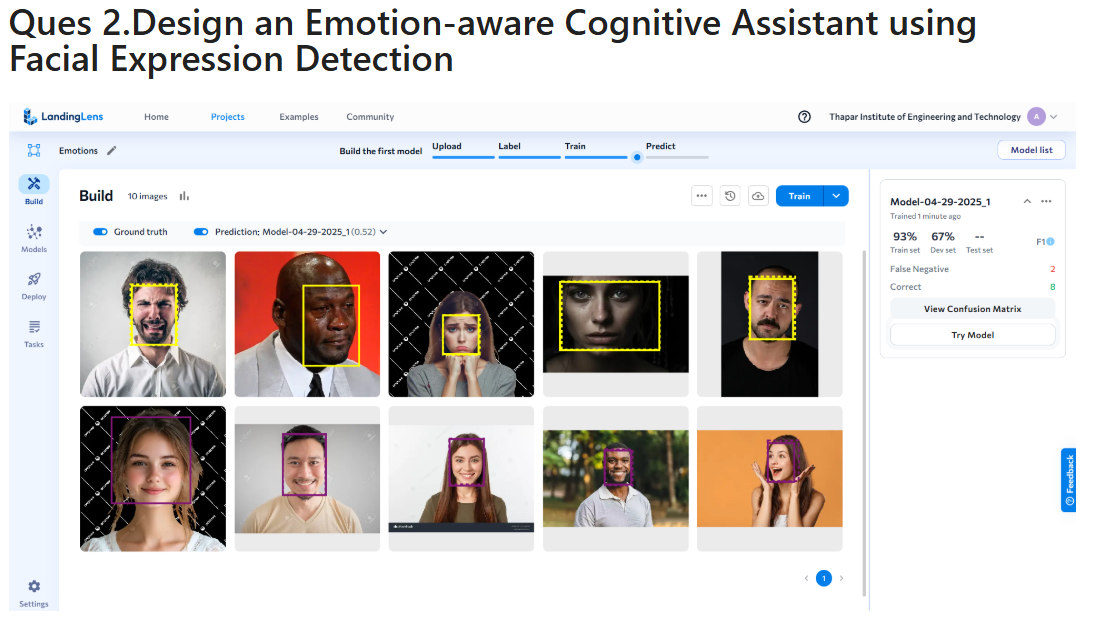 Ques 2.Design an Emotion-aware Cognitive Assistant using
Facial Expression Detection
LandingLens
Home
Projects
Examples
Community
Thapar Institute of Engineering and Technology
A
Emotions
Build the first model
Upload
Label
Train
Predict
Model list
Build
Models
Deploy
Tasks
Settings
Build
10 images
Train
Ground truth
Prediction: Model-04-29-2025_1 (0.52)
1
Model-04-29-2025_1
Trained 1 minute ago
93% 67% --
Train set Dev set Test set
F1
False Negative 2
Correct 8
View Confusion Matrix
Try Model
Feedback